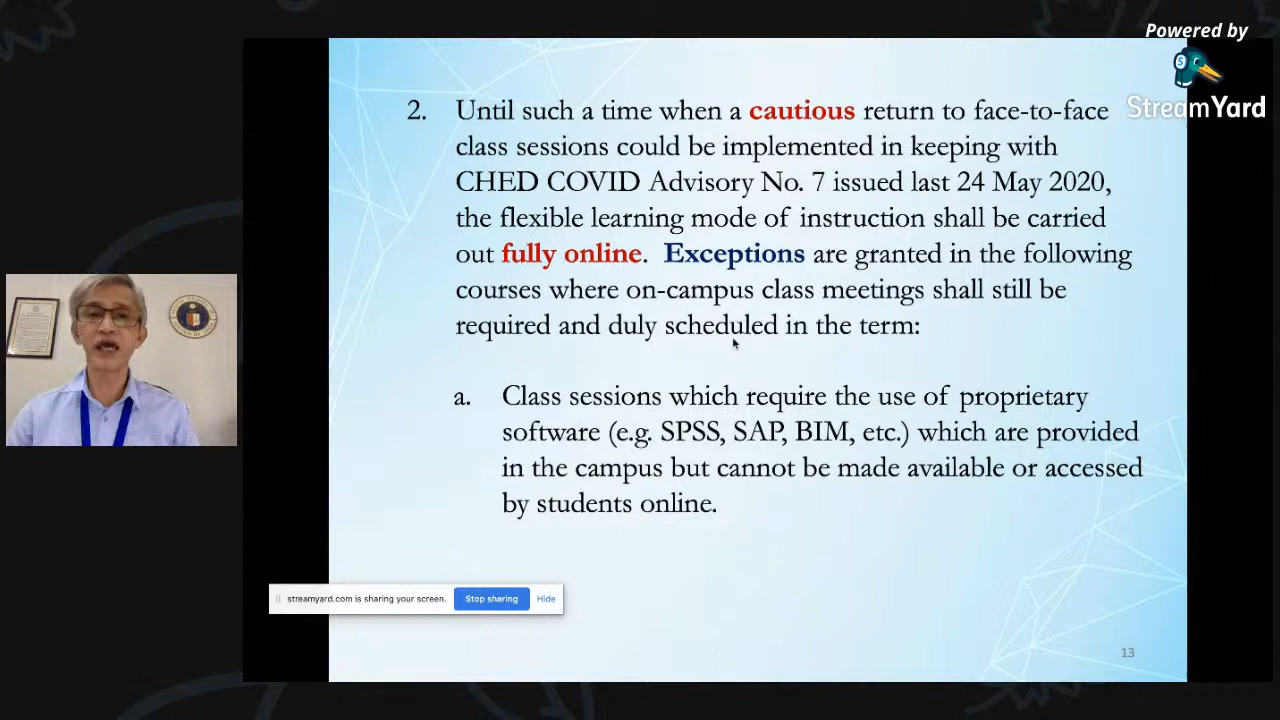 Powered by
StreamYard
2. Until such a time when a cautious return to face-to-face
class sessions could be implemented in keeping with
CHED COVID Advisory No. 7 issued last 24 May 2020,
the flexible learning mode of instruction shall be carried
out fully online. Exceptions are granted in the following
courses where on-campus class meetings shall still be
required and duly scheduled in the term:
a. Class sessions which require the use of proprietary
software (e.g. SPSS, SAP, BIM, etc.) which are provided
in the campus but cannot be made available or accessed
by students online.
streamyard.com is sharing your screen. Stop sharing Hide
13